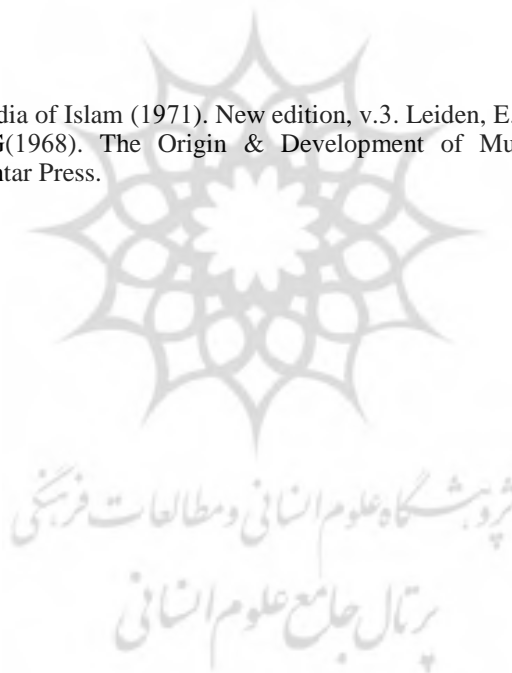 dia of Islam (1971). New edition, v.3. Leiden, E.
G(1968). The Origin & Development of Mu
ntar Press.
پژوهشگاه علوم انسانی و مطالعات فرهنگی
پرتال جامع علوم انسانی